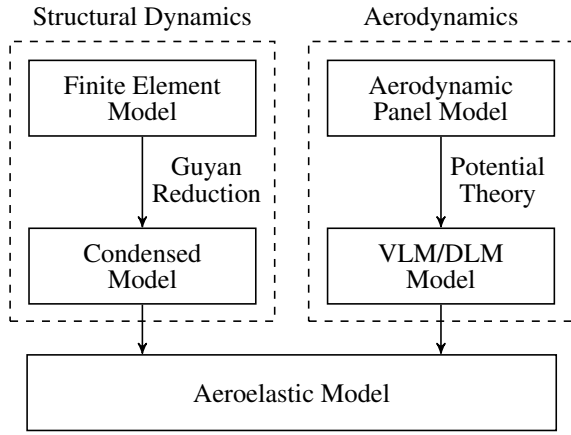 Structural Dynamics
Finite Element
Model
Guyan
Reduction
Condensed
Model
Aerodynamics
Aerodynamic
Panel Model
Potential
Theory
VLM/DLM
Model
Aeroelastic Model